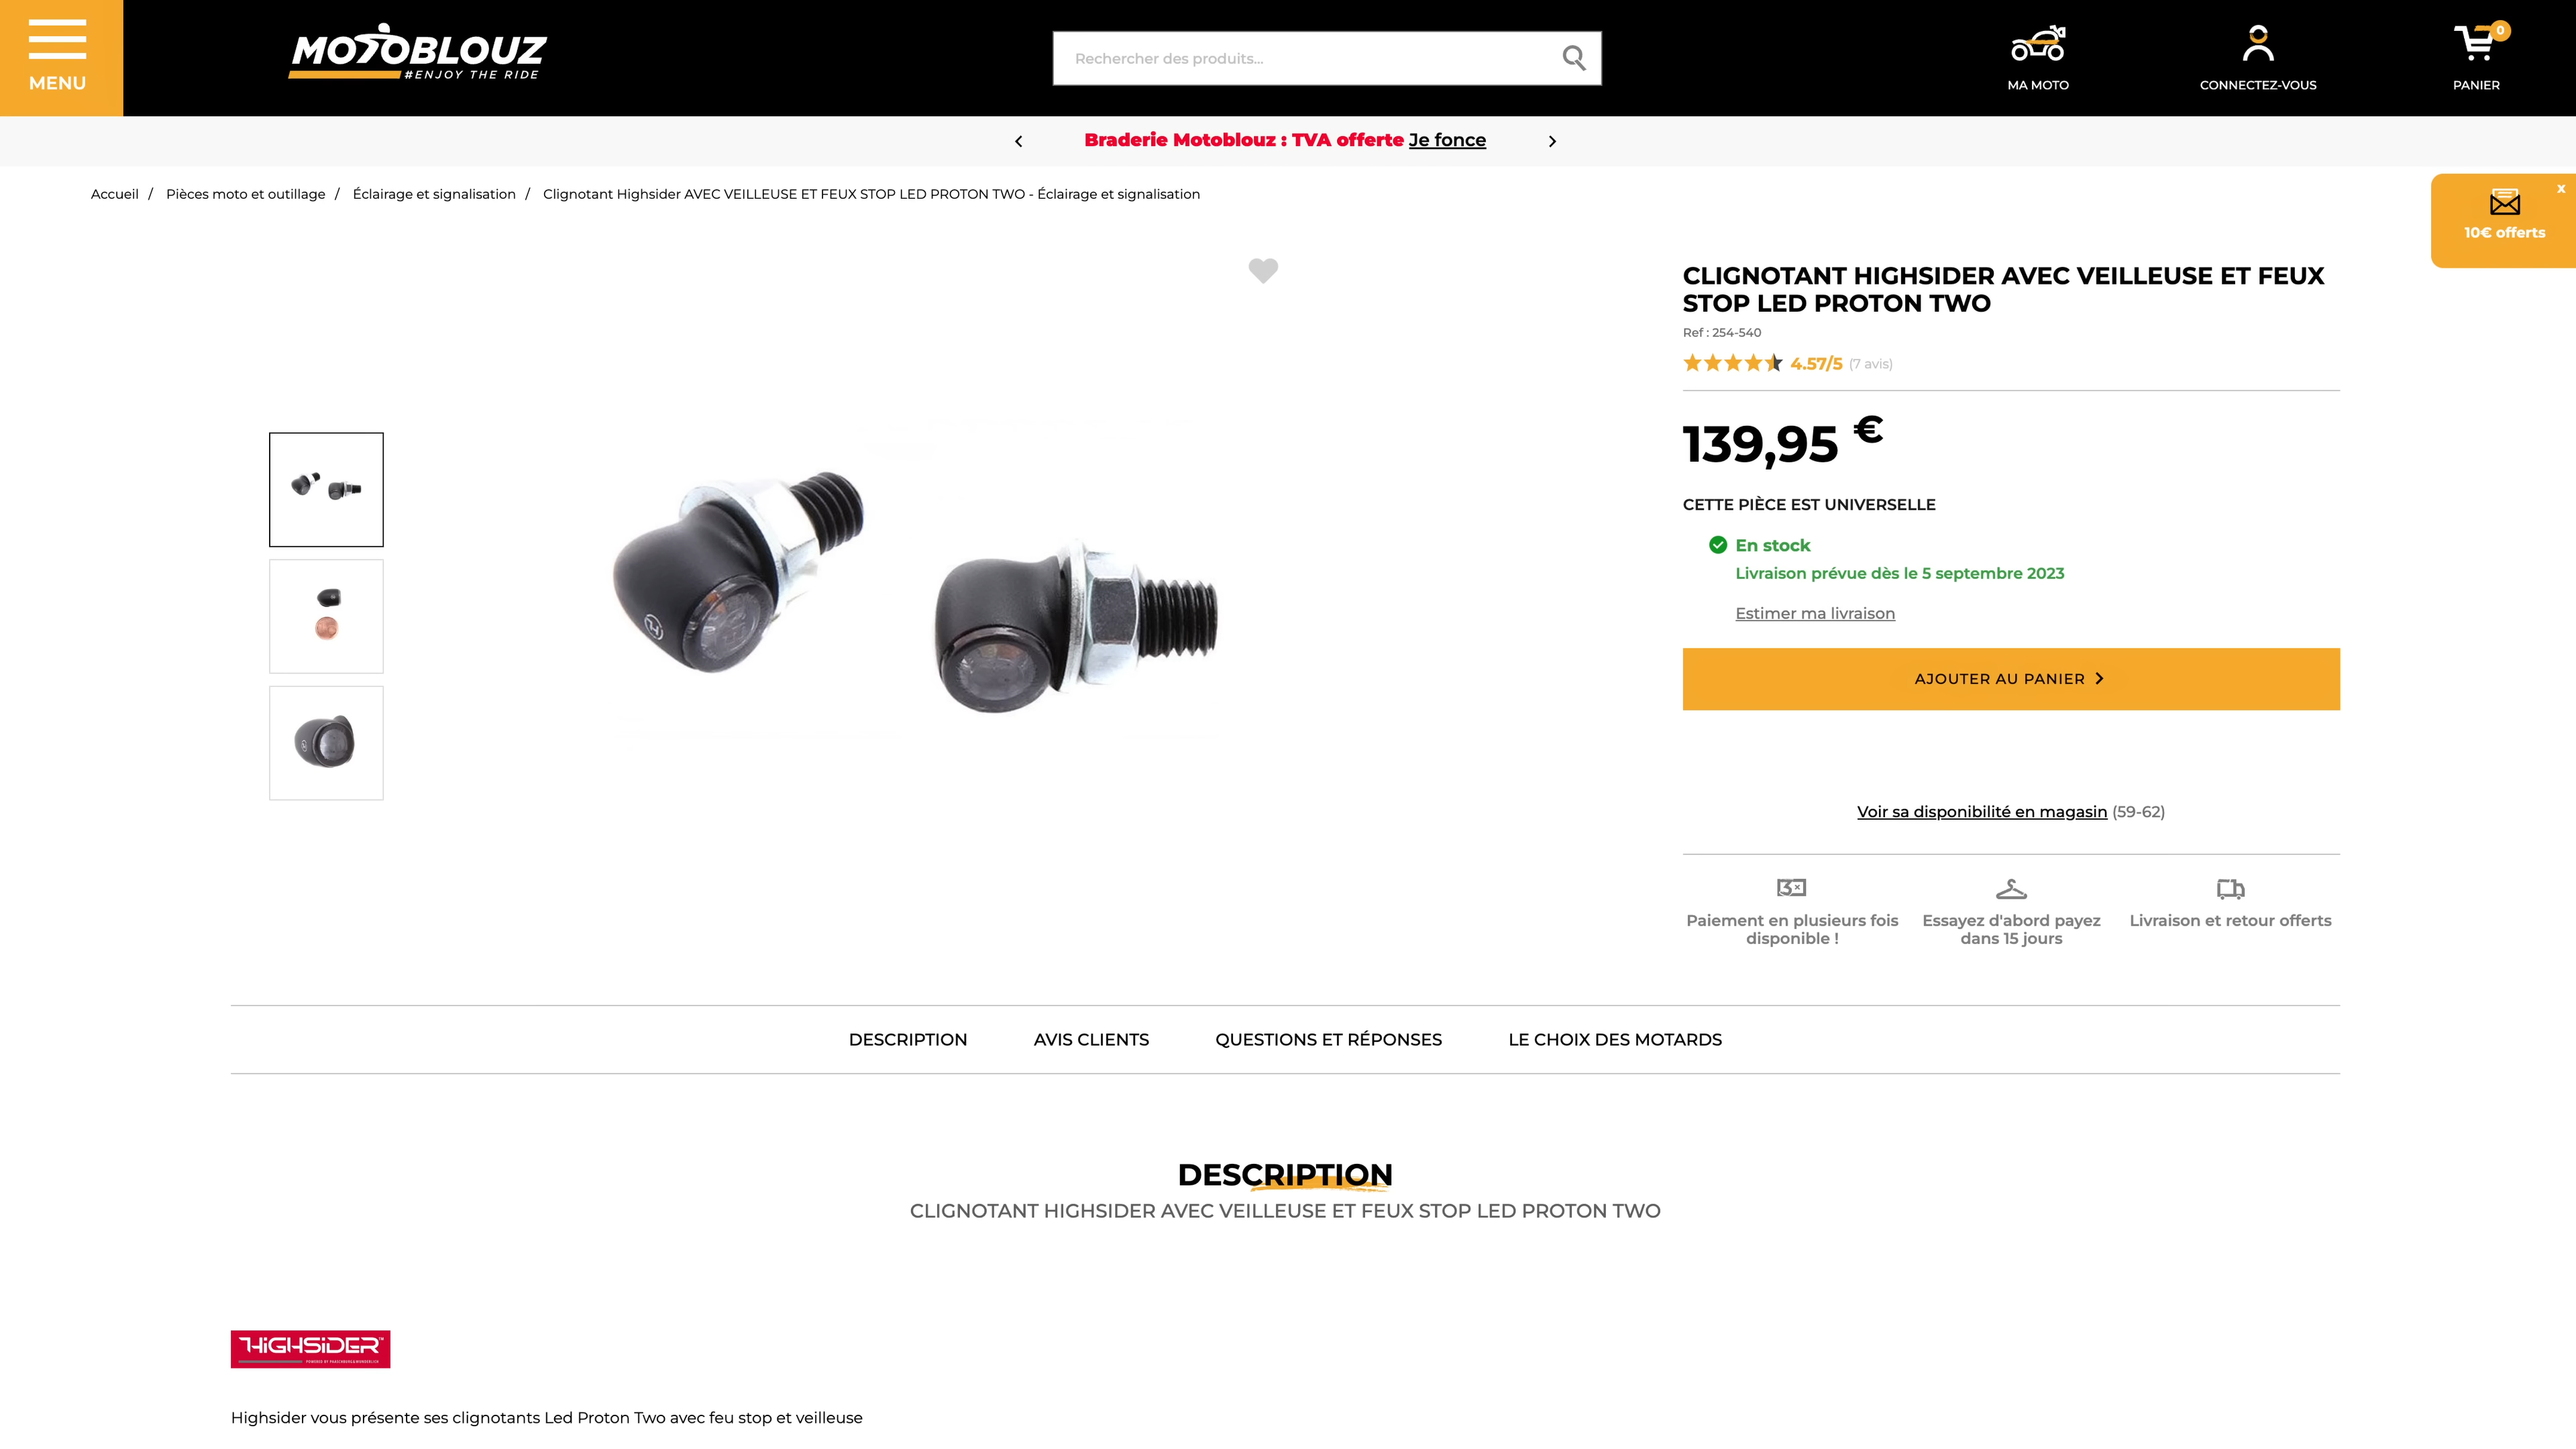 MENU
MOTOBLOUZ
#ENJOY THE RIDE
Rechercher des produits...
MA MOTO
CONNECTEZ-VOUS
0
PANIER
Braderie Motoblouz : TVA offerte Je fonce
Accueil / Pièces moto et outillage / Éclairage et signalisation / Clignotant Highsider AVEC VEILLEUSE ET FEUX STOP LED PROTON TWO - Éclairage et signalisation
x
10€ offerts
CLIGNOTANT HIGHSIDER AVEC VEILLEUSE ET FEUX
STOP LED PROTON TWO
Ref : 254-540
4.57/5 (7 avis)
139,95 €
CETTE PIÈCE EST UNIVERSELLE
En stock
Livraison prévue dès le 5 septembre 2023
Estimer ma livraison
AJOUTER AU PANIER
Voir sa disponibilité en magasin (59-62)
3x
Paiement en plusieurs fois
disponible !
Essayez d'abord payez
dans 15 jours
Livraison et retour offerts
DESCRIPTION
AVIS CLIENTS
QUESTIONS ET RÉPONSES
LE CHOIX DES MOTARDS
DESCRIPTION
CLIGNOTANT HIGHSIDER AVEC VEILLEUSE ET FEUX STOP LED PROTON TWO
HIGHSIDER
Highsider vous présente ses clignotants Led Proton Two avec feu stop et veilleuse